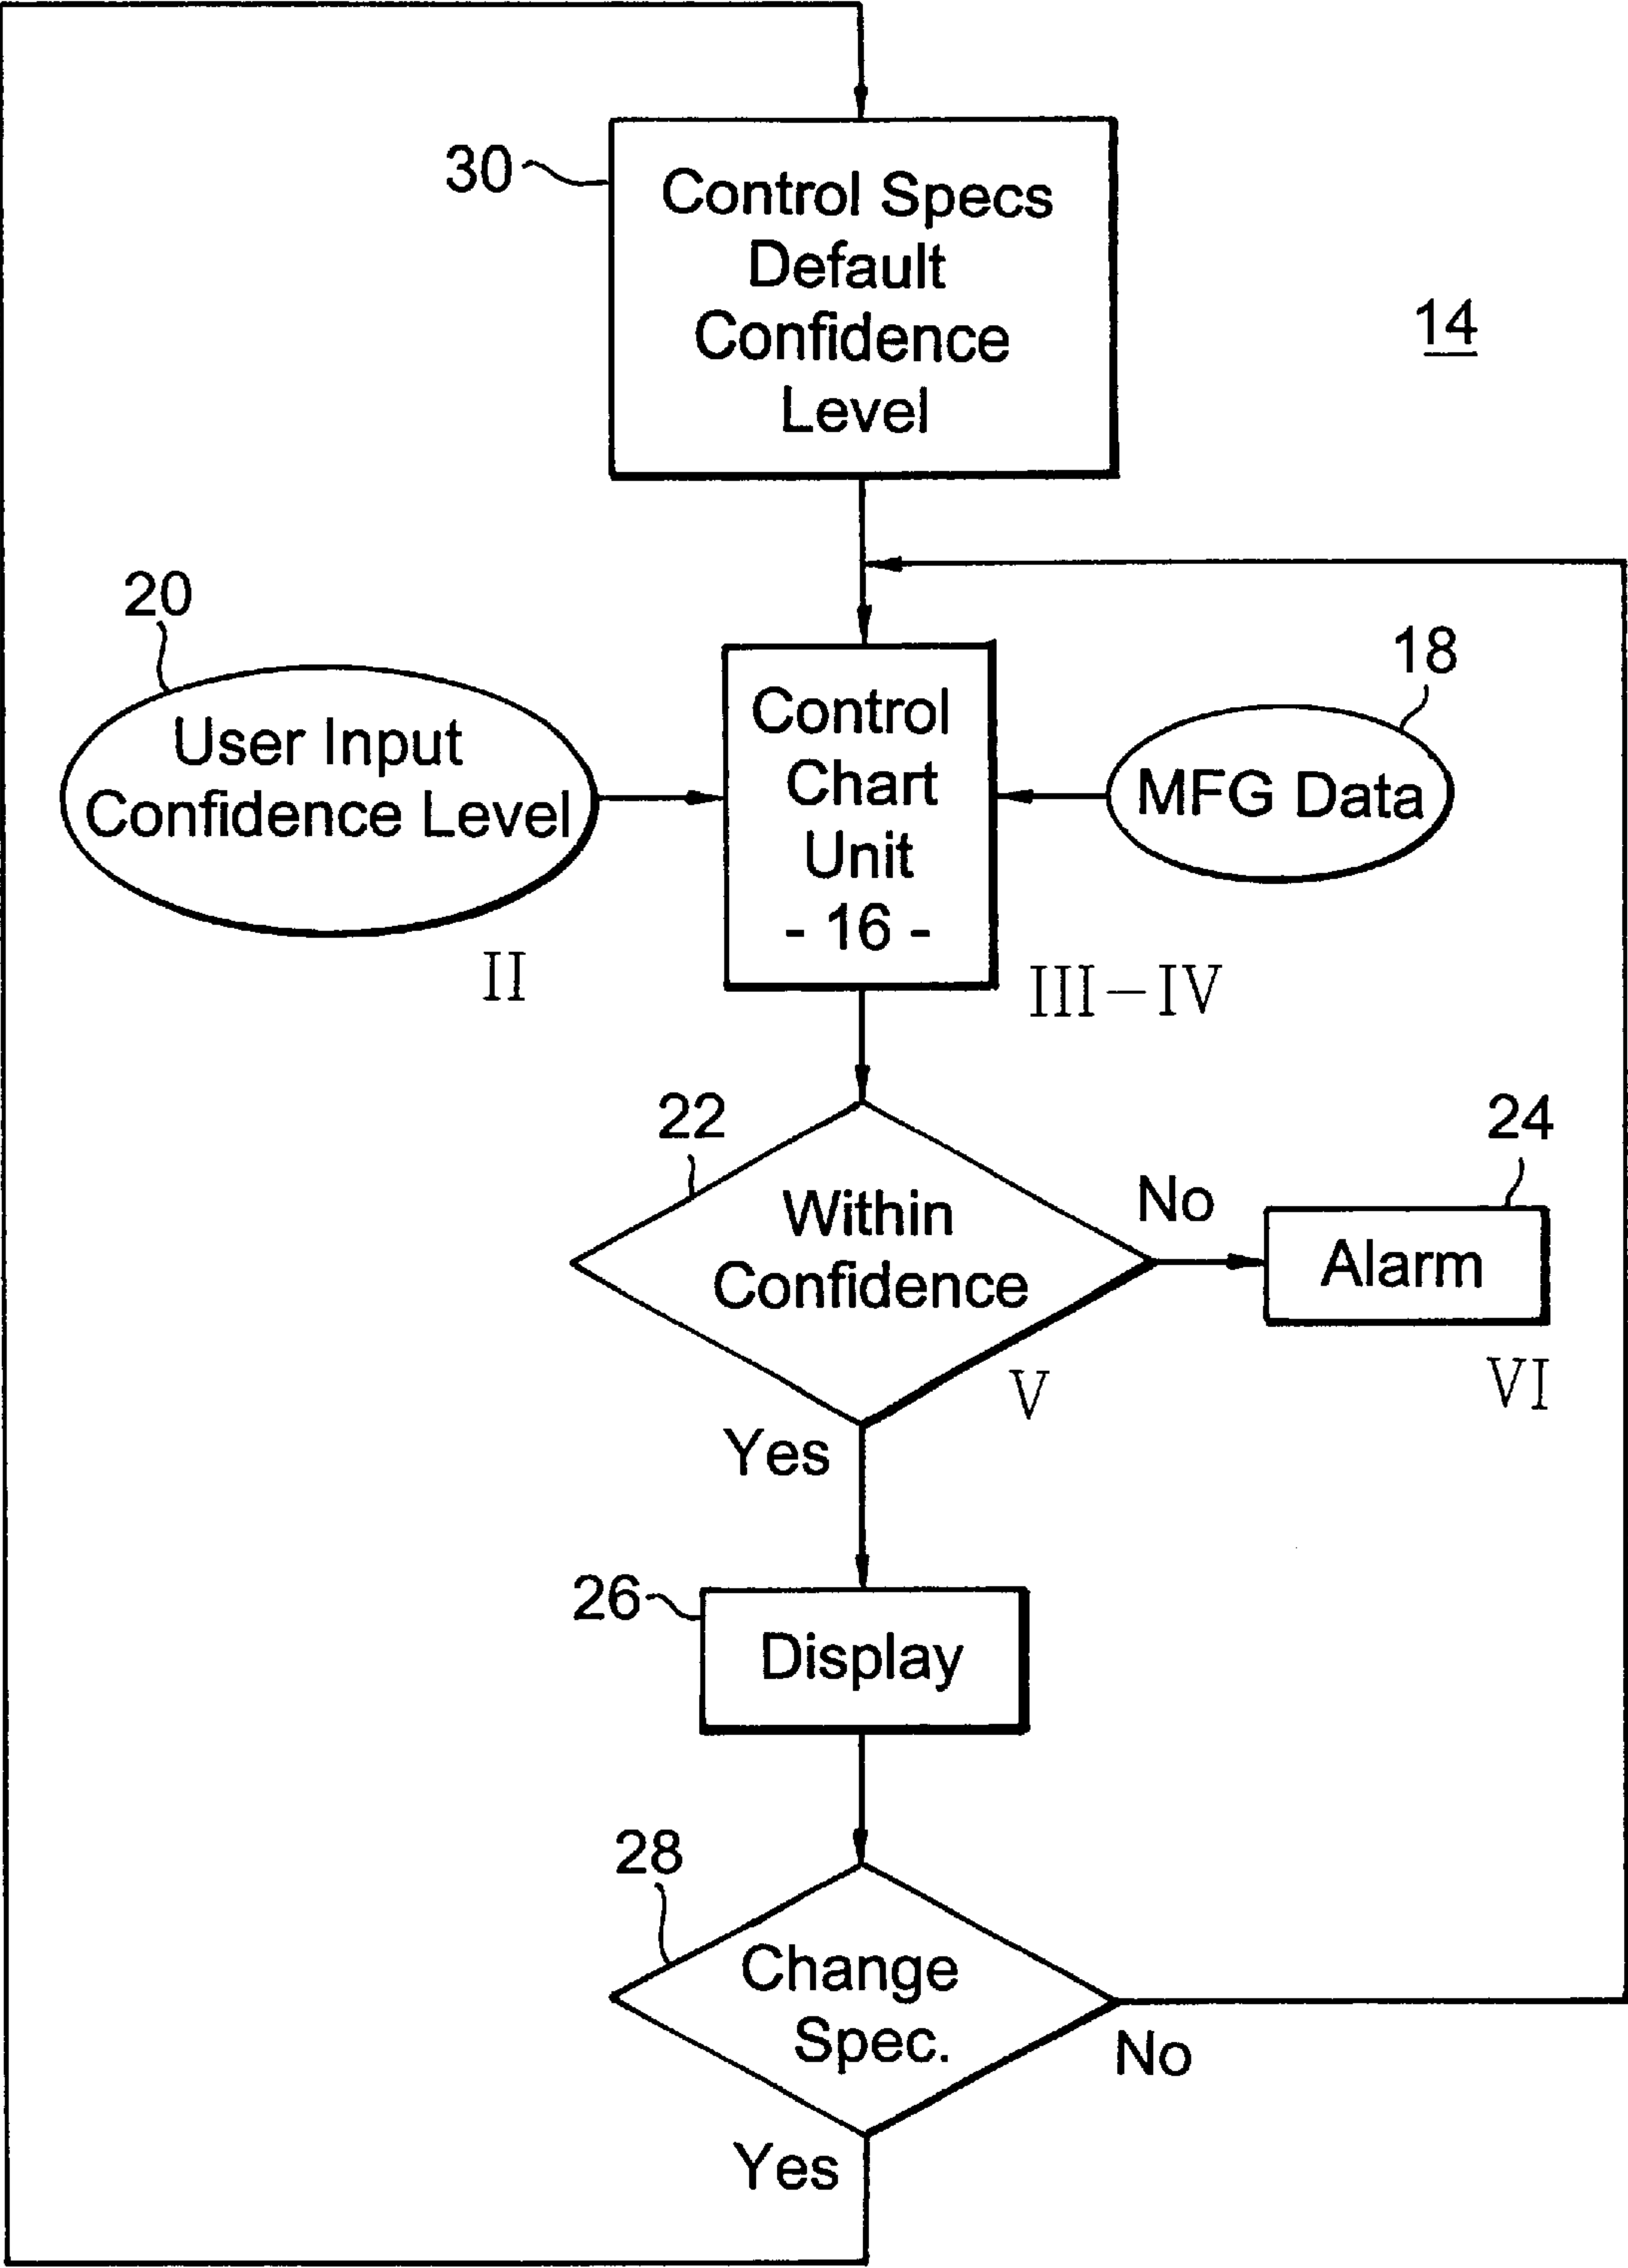 30
Control Specs
Default
Confidence
Level
14
20
User Input
Confidence Level
II
Control
Chart
Unit
- 16 -
III-IV
18
MFG Data
22
Within
Confidence
V
No
24
Alarm
VI
Yes
26
Display
28
Change
Spec.
No
Yes